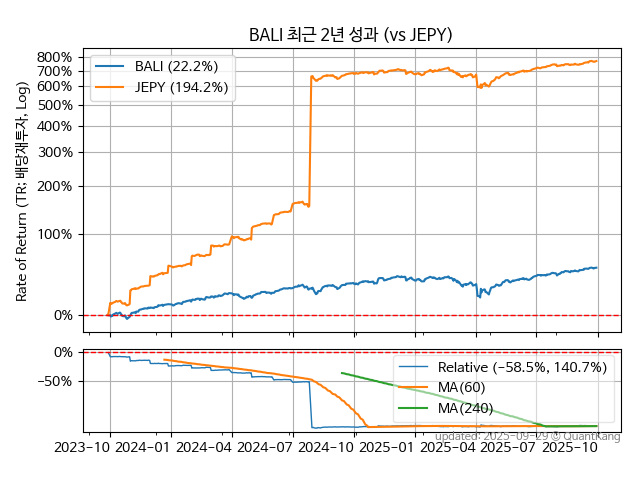 BALI 최근 2년 성과 (vs JEPY)
Rate of Return (TR: 배당재투자, Log)
800%
700%
600%
500%
400%
300%
200%
100%
0%
BALI (22.2%)
JEPY (194.2%)
0%
−50%
Relative (−58.5%, 140.7%)
MA(60)
MA(240)
updated: 2025-09-29 © QuantKang
2023-10 2024-01 2024-04 2024-07 2024-10 2025-01 2025-04 2025-07 2025-10